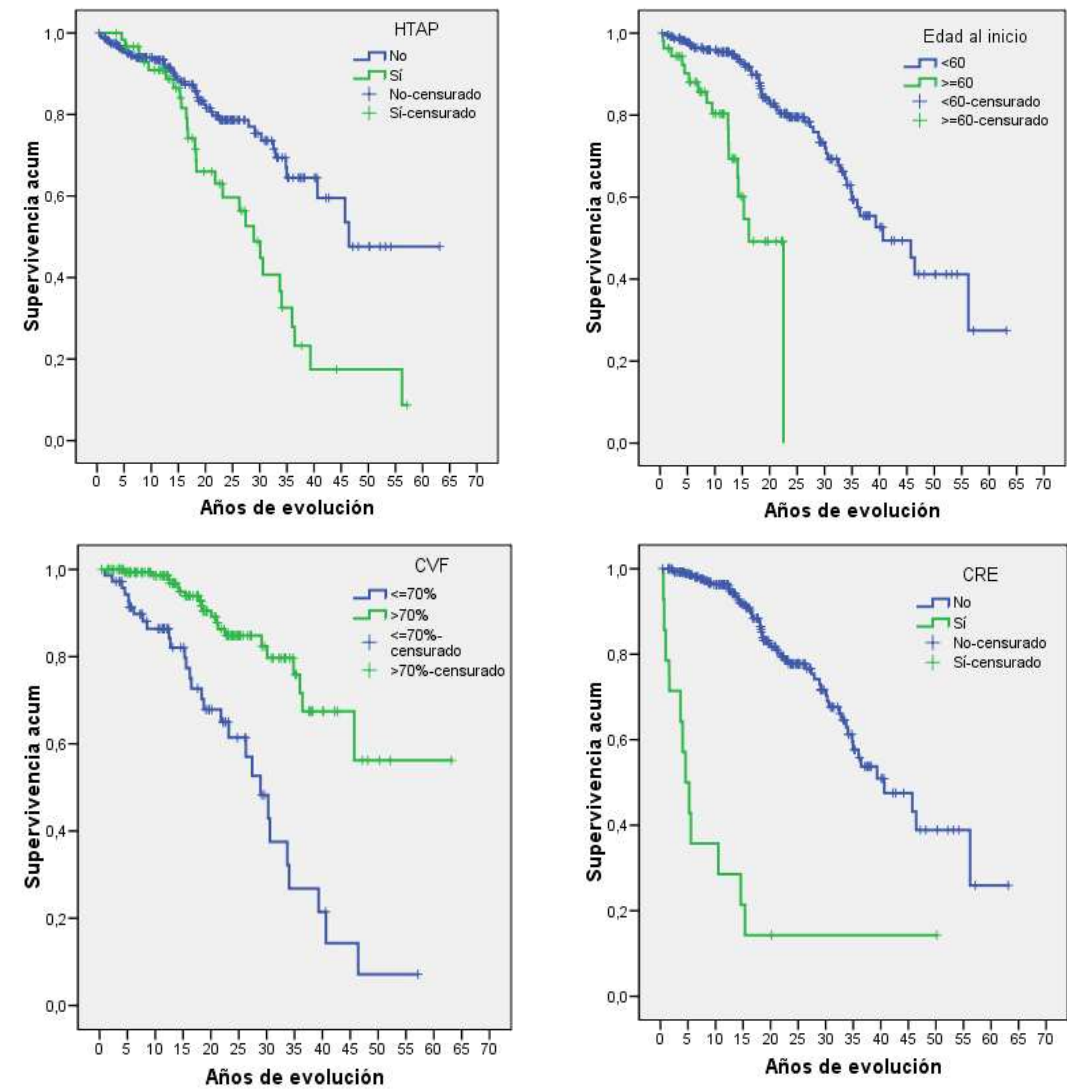 HTAP
No
Sí
No-censurado
Sí-censurado
1,0
0,8
0,6
0,4
0,2
0,0
Supervivencia acum
0 5 10 15 20 25 30 35 40 45 50 55 60 65 70
Años de evolución
Edad al inicio
<60
>=60
<60-censurado
>=60-censurado
1,0
0,8
0,6
0,4
0,2
0,0
Supervivencia acum
0 5 10 15 20 25 30 35 40 45 50 55 60 65 70
Años de evolución
CVF
<=70%
>70%
<=70%-
censurado
>70%-censurado
1,0
0,8
0,6
0,4
0,2
0,0
Supervivencia acum
0 5 10 15 20 25 30 35 40 45 50 55 60 65 70
Años de evolución
CRE
No
Sí
No-censurado
Sí-censurado
1,0
0,8
0,6
0,4
0,2
0,0
Supervivencia acum
0 5 10 15 20 25 30 35 40 45 50 55 60 65 70
Años de evolución